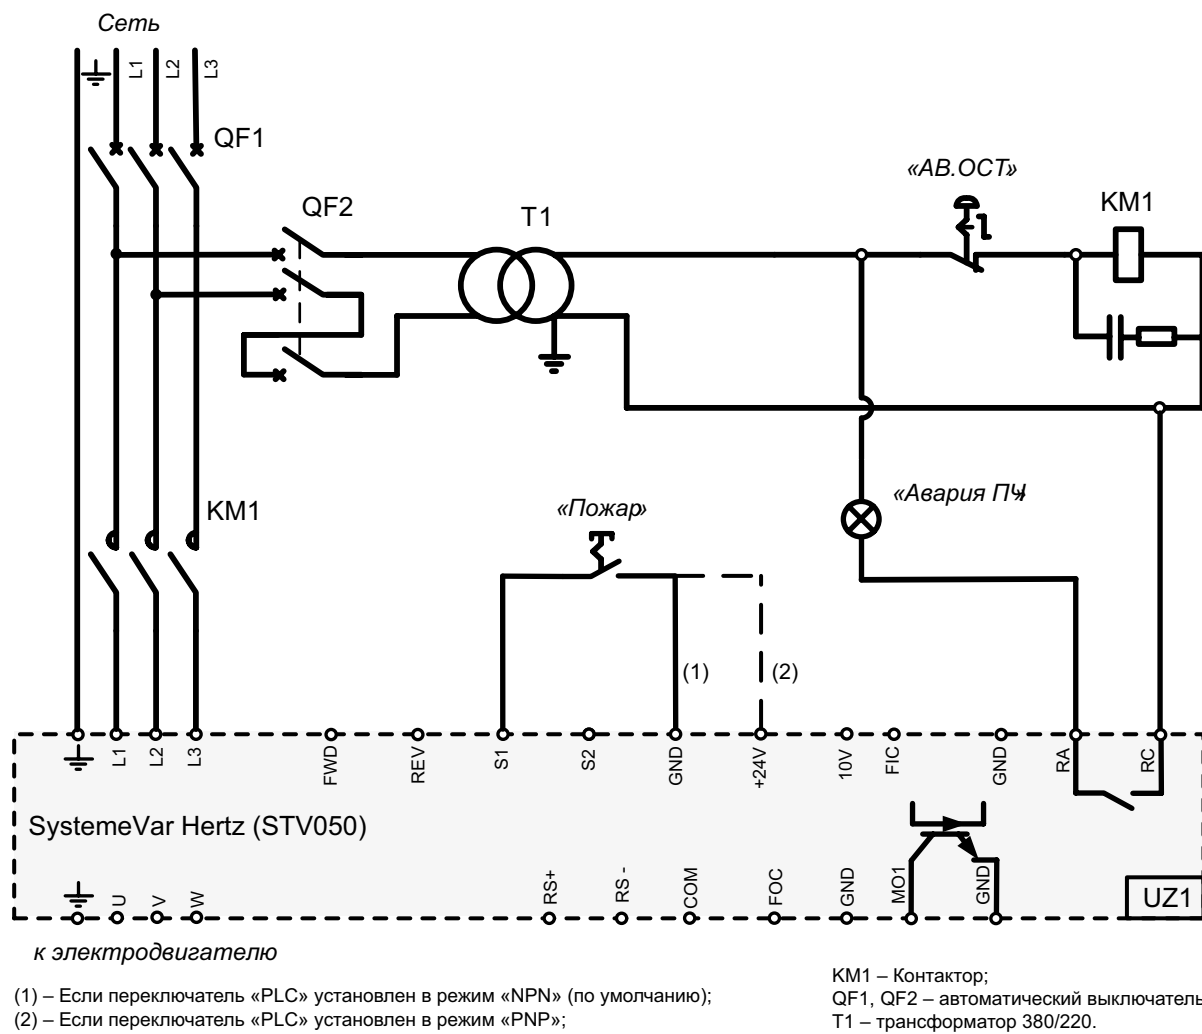 Сеть
L1
L2
L3
QF1
QF2
T1
«АВ.ОСТ»
KM1
KM1
«Пожар»
«Авария ПЧ»
(1)
(2)
L1
L2
L3
FWD
REV
S1
S2
GND
+24V
10V
FIC
GND
RA
RC
SystemeVar Hertz (STV050)
U
V
W
RS+
RS -
COM
FOC
GND
MO1
GND
UZ1
к электродвигателю
(1) – Если переключатель «PLC» установлен в режим «NPN» (по умолчанию);
(2) – Если переключатель «PLC» установлен в режим «PNP»;
KM1 – Контактор;
QF1, QF2 – автоматический выключатель
T1 – трансформатор 380/220.